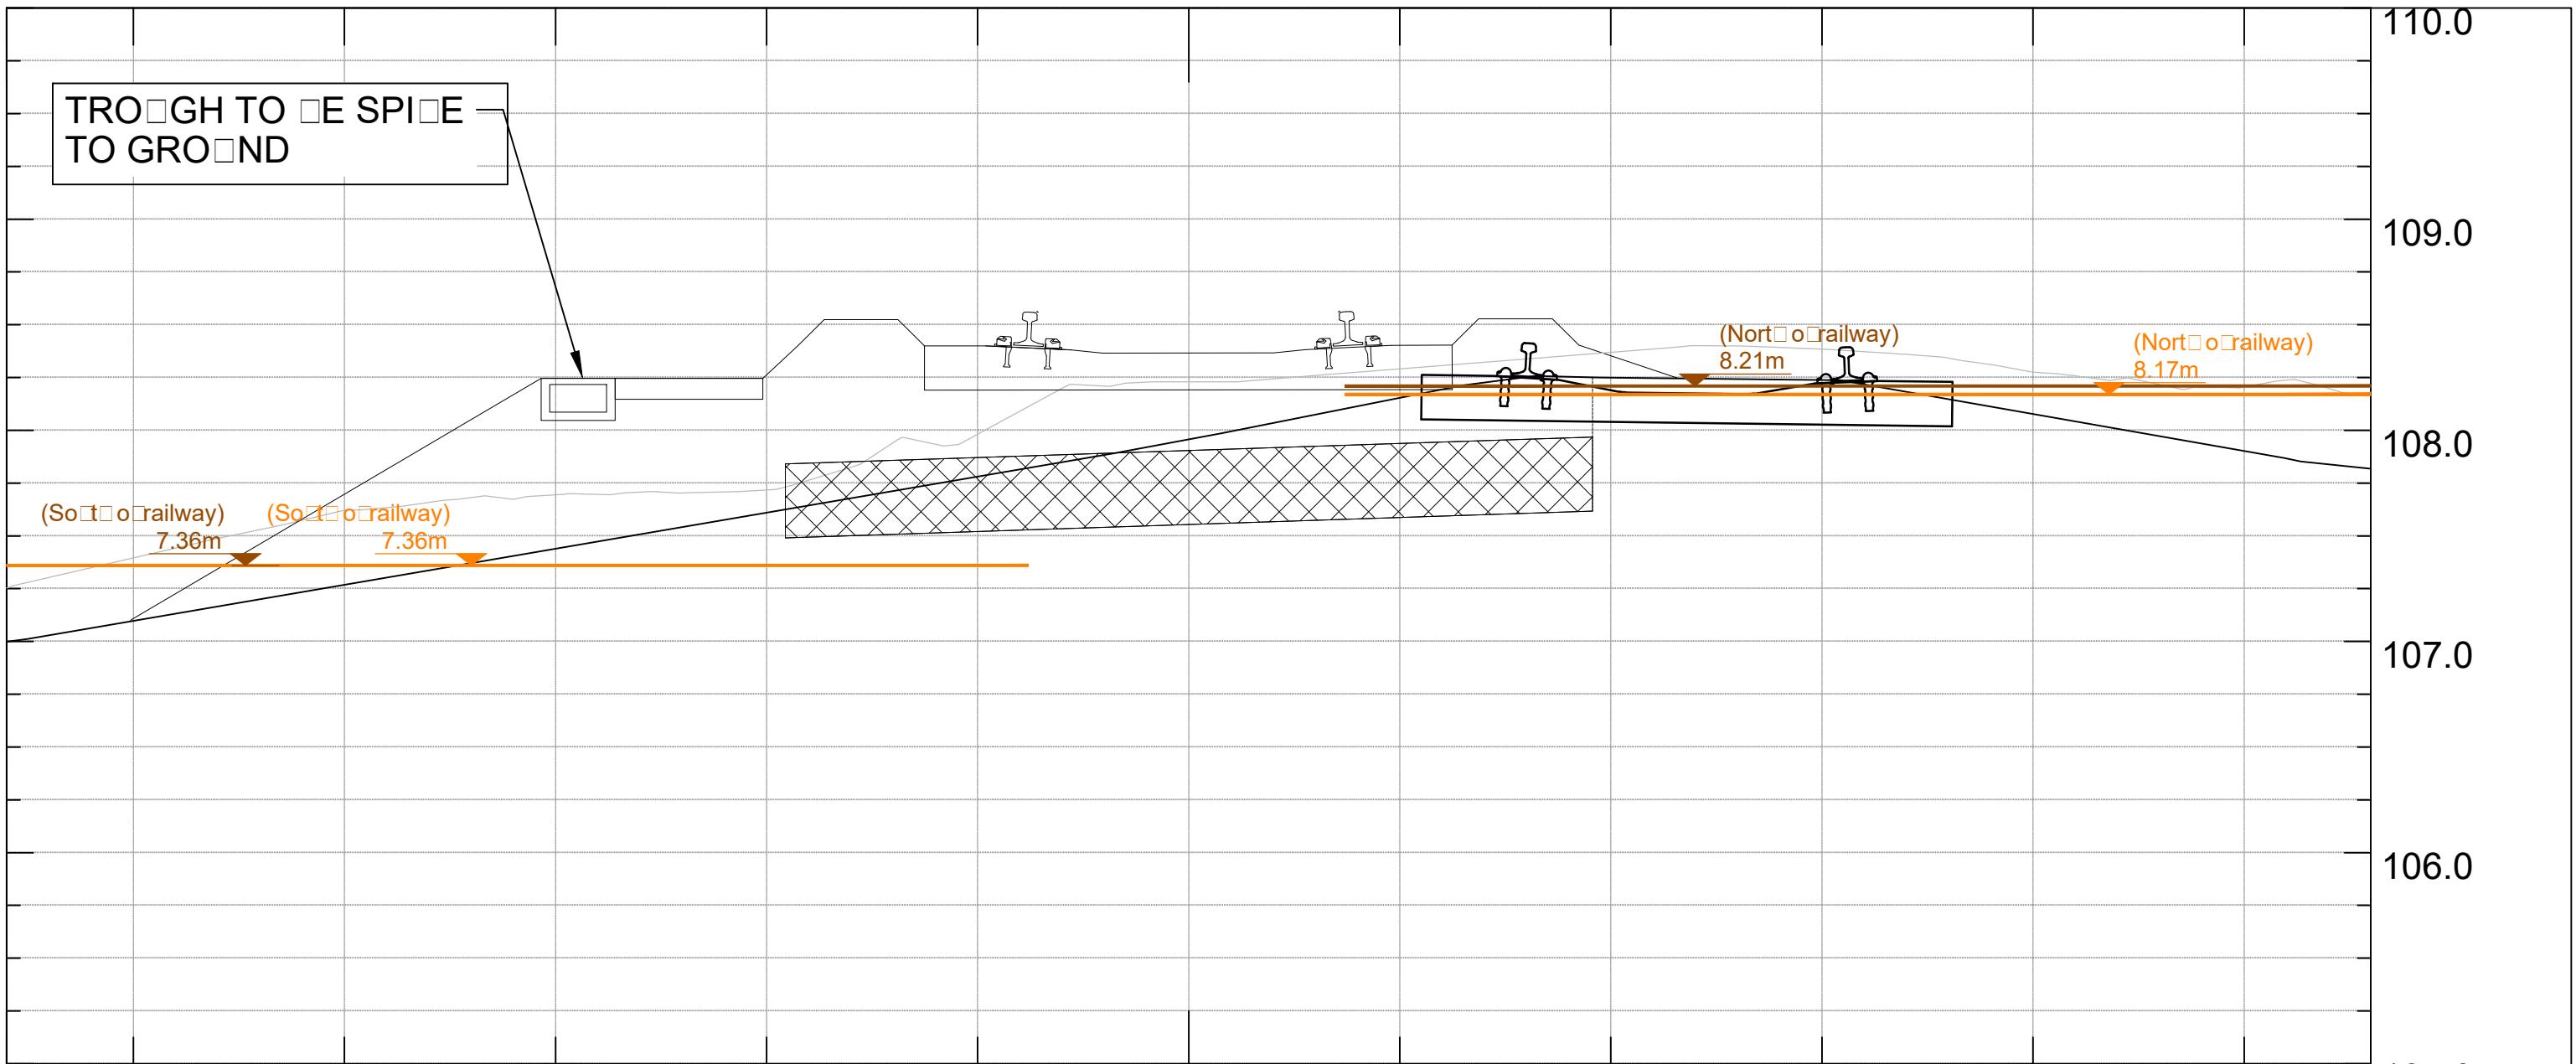 110.0
TRO□GH TO □E SPI□E
TO GRO□ND
109.0
(Nort□ o□railway)
8.21m
(Nort□ o□railway)
8.17m
108.0
(So□t□ o□railway)
7.36m
(So□t□ o□railway)
7.36m
107.0
106.0